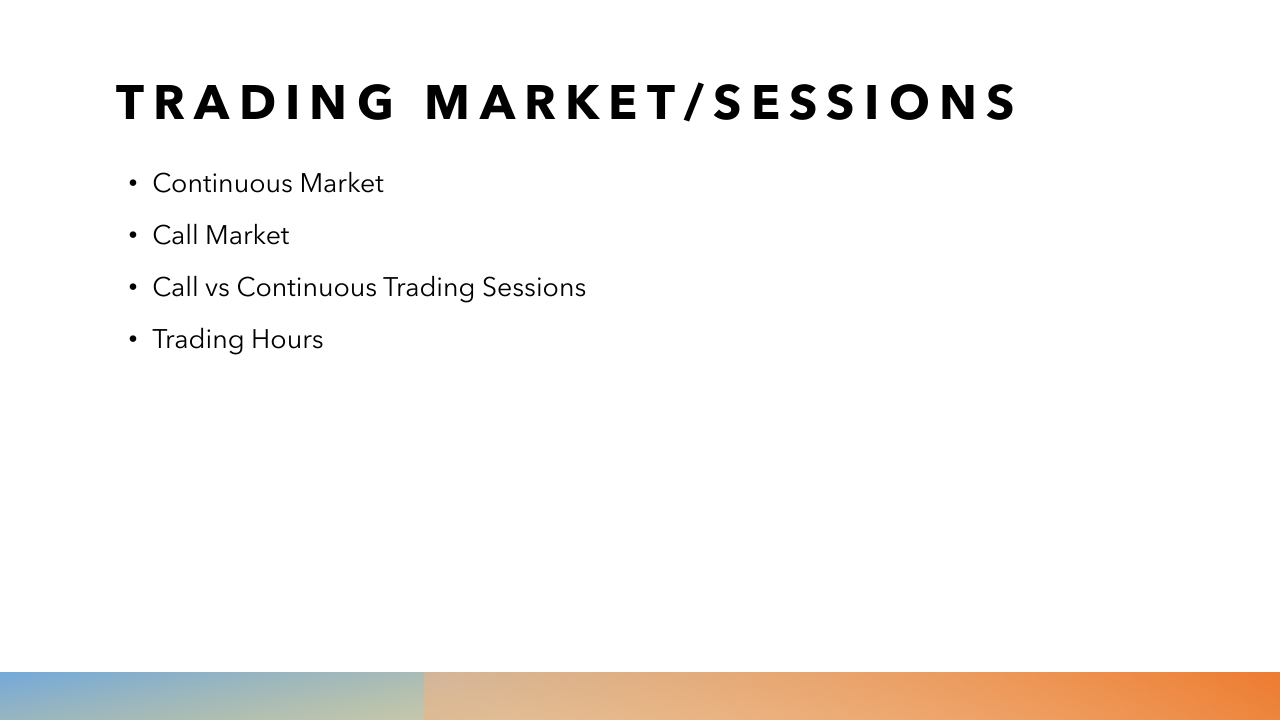 TRADING MARKET/SESSIONS
• Continuous Market
• Call Market
• Call vs Continuous Trading Sessions
• Trading Hours